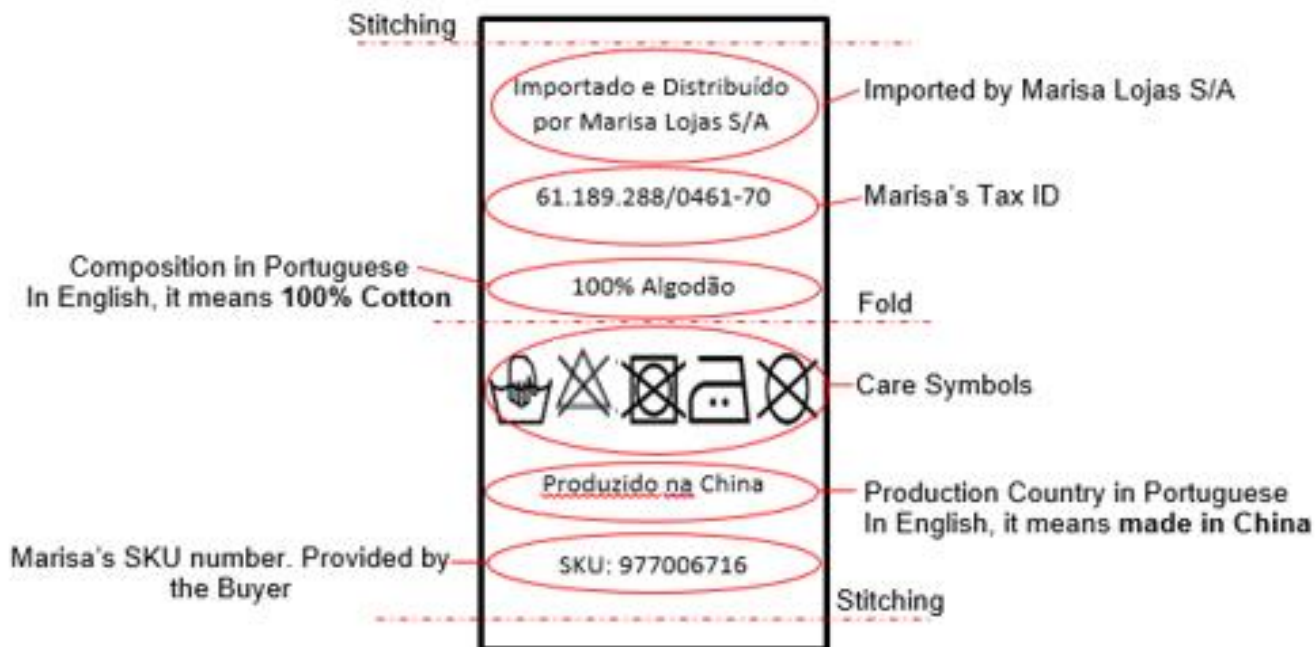 Stitching
Importado e Distribuído
por Marisa Lojas S/A
Imported by Marisa Lojas S/A
61.189.288/0461-70
Marisa's Tax ID
Composition in Portuguese
In English, it means 100% Cotton
100% Algodão
Fold
Care Symbols
Produzido na China
Production Country in Portuguese
In English, it means made in China
Marisa's SKU number. Provided by
the Buyer
SKU: 977006716
Stitching